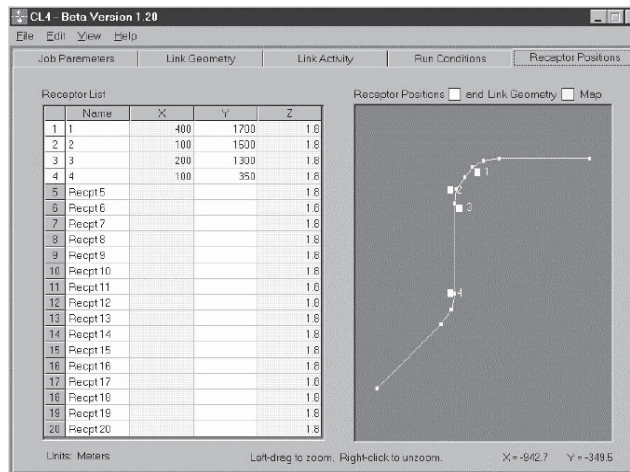 CL4 - Beta Version 1.20
File Edit View Help
Job Parameters Link Geometry Link Activity Run Conditions Receptor Positions
Receptor List
Name X Y Z
1 1 400 1700 1.8
2 2 100 1500 1.8
3 3 200 1300 1.8
4 4 100 350 1.8
5 Recpt 5 1.8
6 Recpt 6 1.8
7 Recpt 7 1.8
8 Recpt 8 1.8
9 Recpt 9 1.8
10 Recpt 10 1.8
11 Recpt 11 1.8
12 Recpt 12 1.8
13 Recpt 13 1.8
14 Recpt 14 1.8
15 Recpt 15 1.8
16 Recpt 16 1.8
17 Recpt 17 1.8
18 Recpt 18 1.8
19 Recpt 19 1.8
20 Recpt 20 1.8
Receptor Positions and Link Geometry Map
1
2
3
4
Units: Meters Left-drag to zoom. Right-click to unzoom. X = -942.7 Y = -349.5